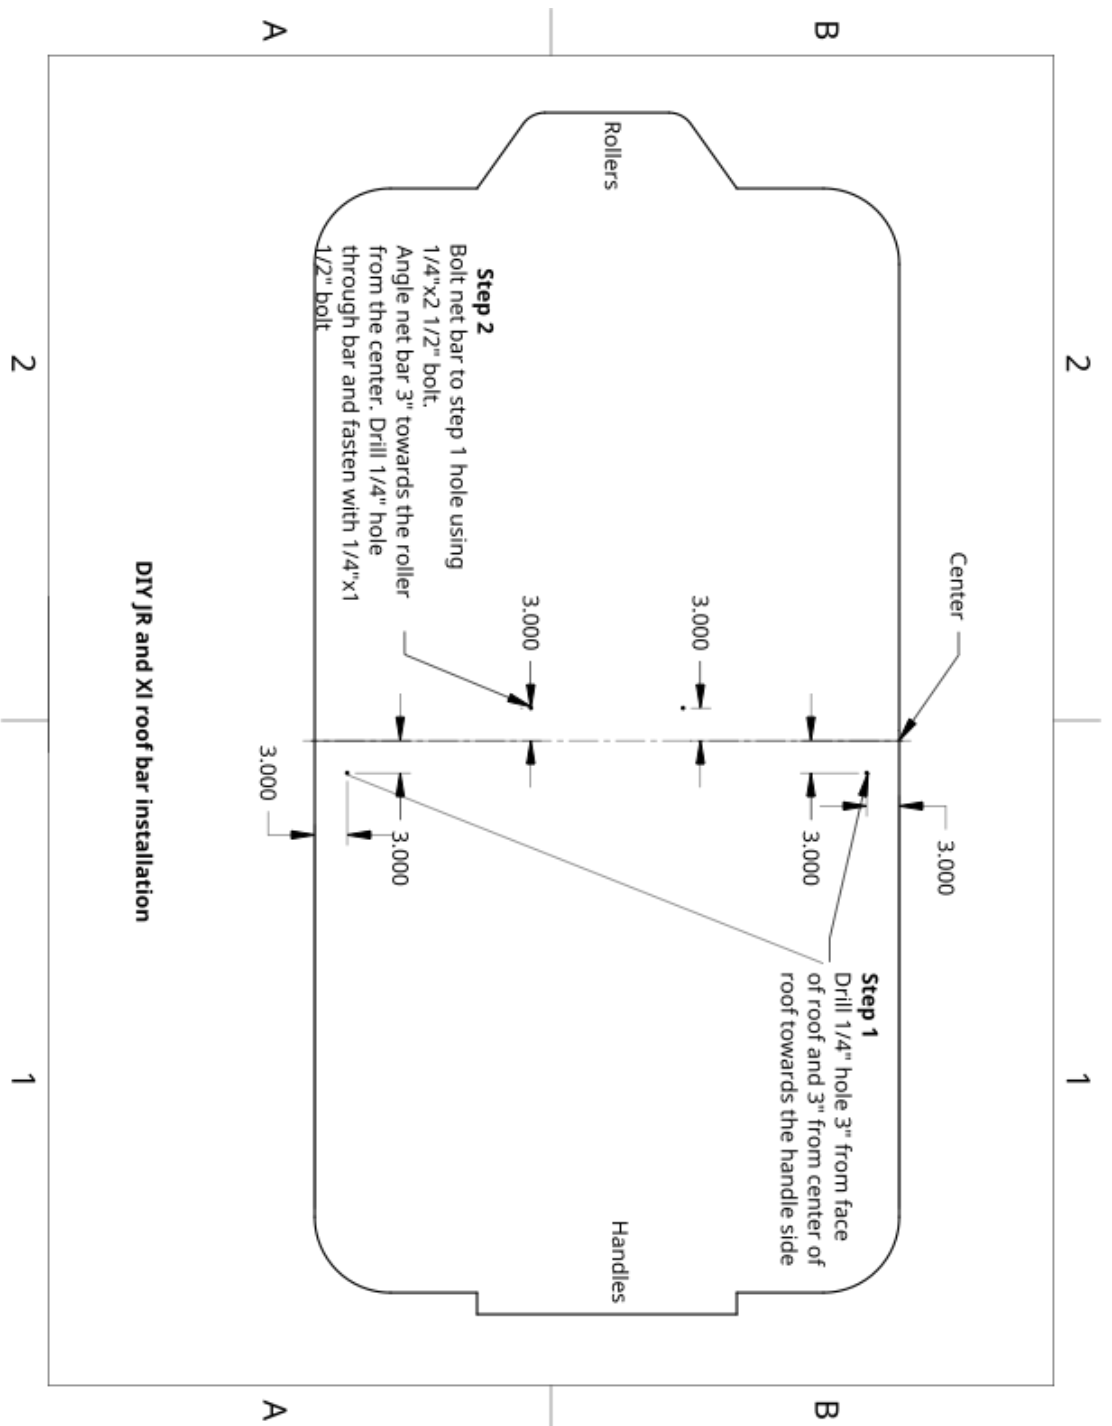 B
A
2
2
1
1
B
A
Rollers
Center
Step 1
Drill 1/4" hole 3" from face
of roof and 3" from center of
roof towards the handle side
3.000
3.000
3.000
3.000
3.000
3.000
Step 2
Bolt net bar to step 1 hole using
1/4"x2 1/2" bolt.
Angle net bar 3" towards the roller
from the center. Drill 1/4" hole
through bar and fasten with 1/4"x1
1/2" bolt
Handles
DIY JR and Xl roof bar installation